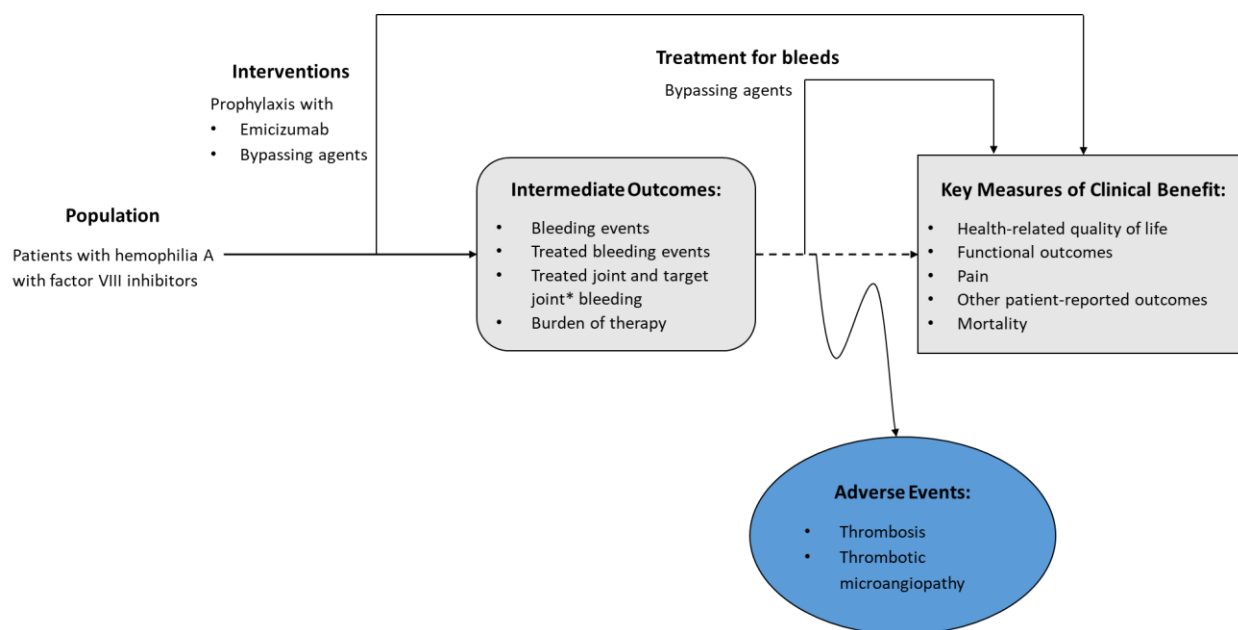 Interventions
Prophylaxis with
• Emicizumab
• Bypassing agents
Treatment for bleeds
Bypassing agents
Population
Patients with hemophilia A
with factor VIII inhibitors
Intermediate Outcomes:
• Bleeding events
• Treated bleeding events
• Treated joint and target
joint* bleeding
• Burden of therapy
Key Measures of Clinical Benefit:
• Health-related quality of life
• Functional outcomes
• Pain
• Other patient-reported outcomes
• Mortality
Adverse Events:
• Thrombosis
• Thrombotic
microangiopathy